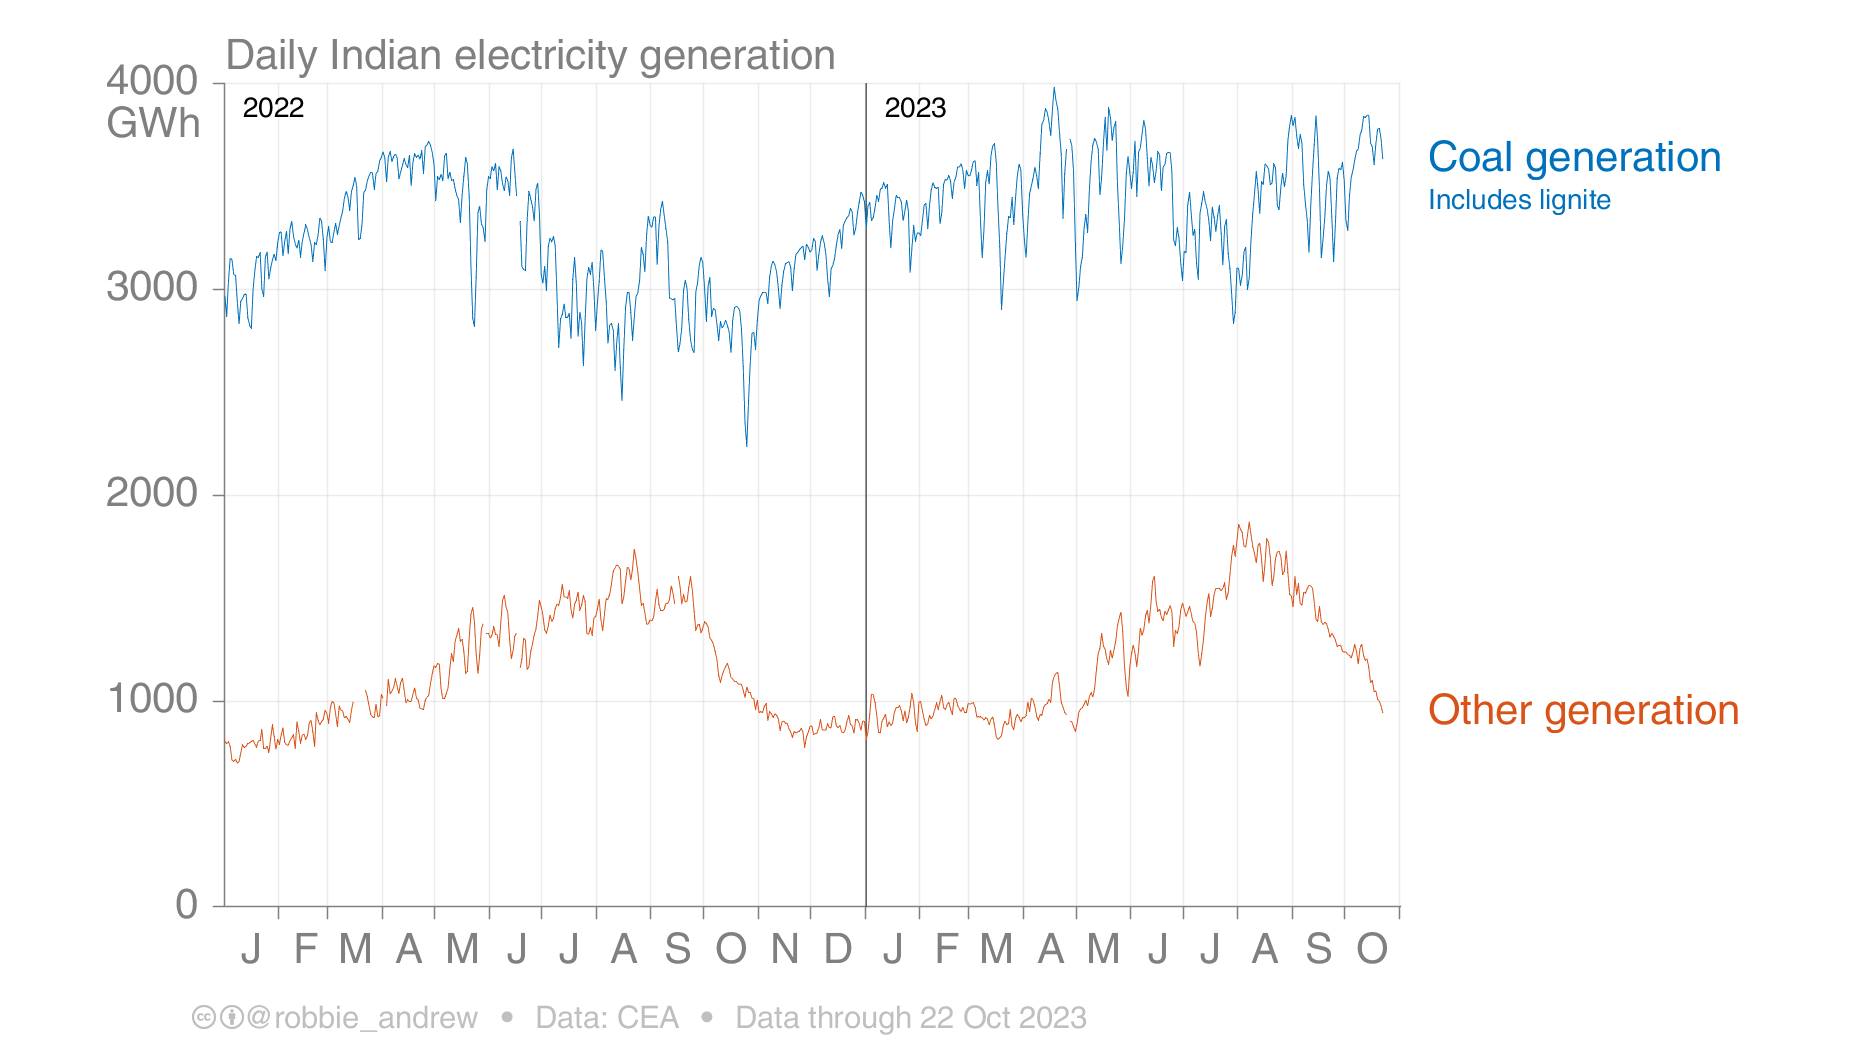 Daily Indian electricity generation
4000
GWh
2022
2023
Coal generation
Includes lignite
3000
2000
1000
Other generation
0
J F M A M J J A S O N D J F M A M J J A S O
@robbie_andrew • Data: CEA • Data through 22 Oct 2023